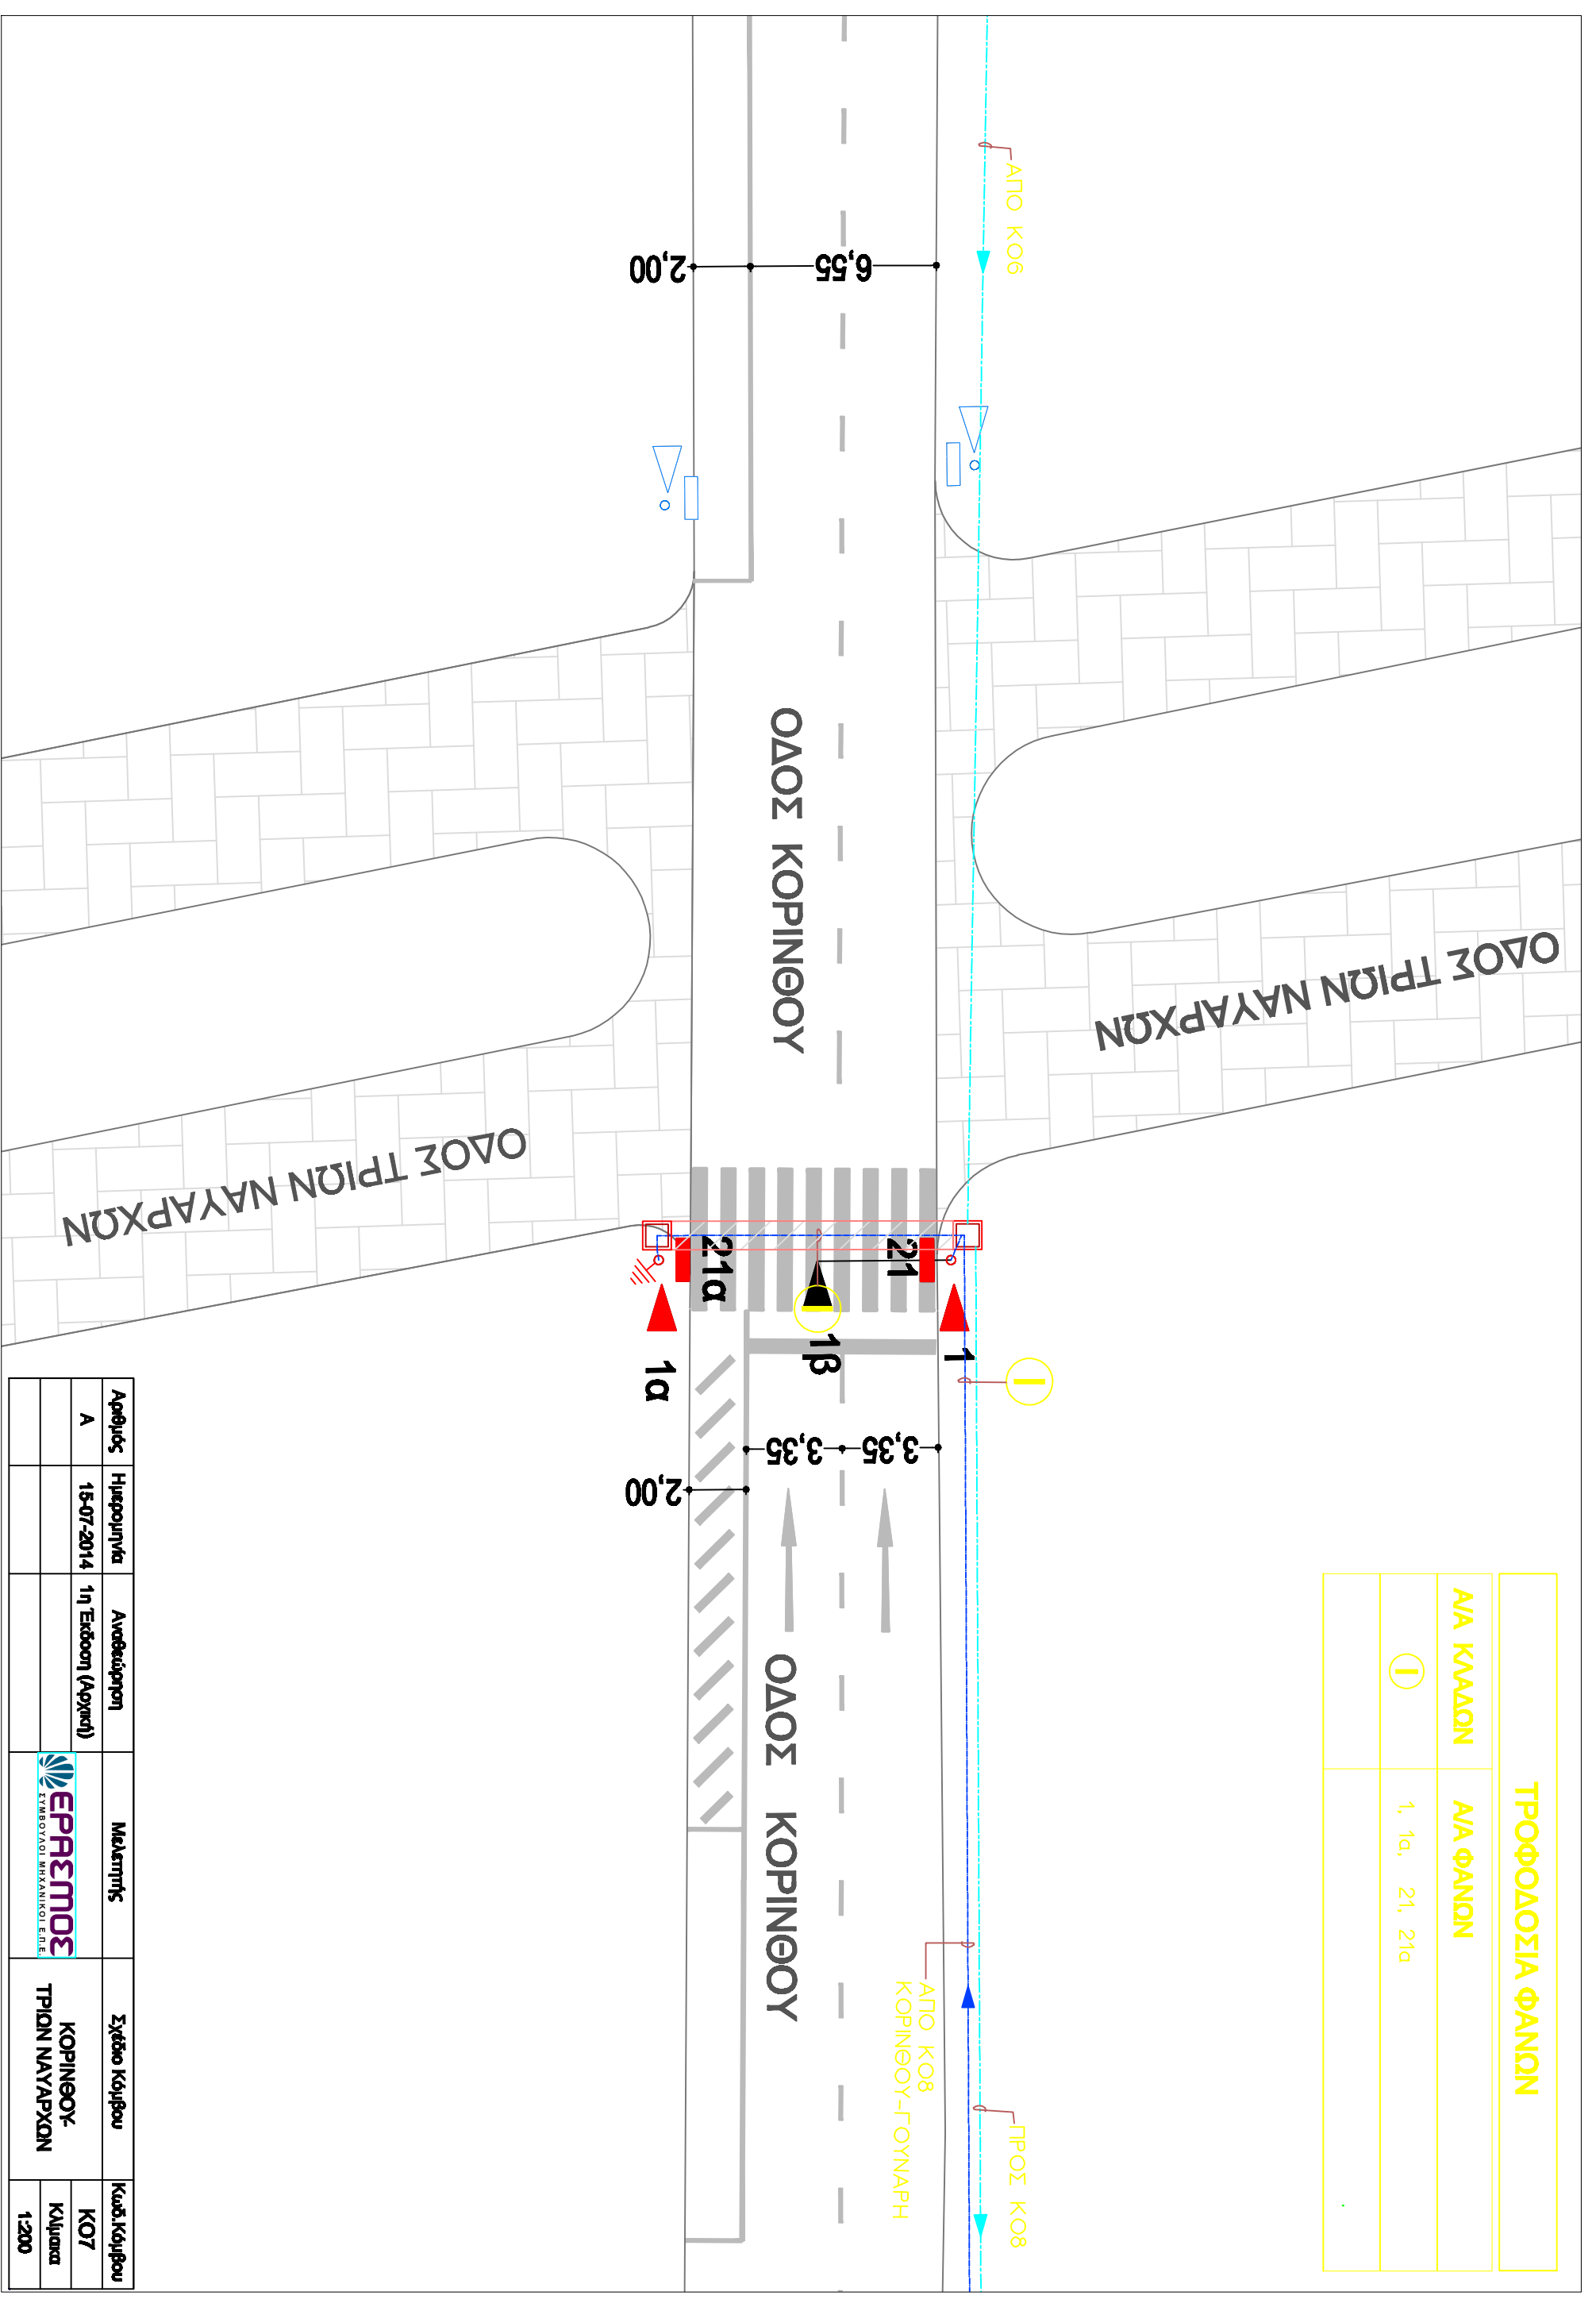 ΑΠΟ ΚΟ6
6,55
2,00
ΟΔΟΣ ΚΟΡΙΝΘΟΥ
ΟΔΟΣ ΤΡΙΩΝ ΝΑΥΑΡΧΩΝ
ΟΔΟΣ ΤΡΙΩΝ ΝΑΥΑΡΧΩΝ
21
21α
1
1β
1α
Ι
3,35
3,35
2,00
ΟΔΟΣ ΚΟΡΙΝΘΟΥ
ΑΠΟ ΚΟ8
ΚΟΡΙΝΘΟΥ-ΓΟΥΝΑΡΗ
ΠΡΟΣ ΚΟ8
ΤΡΟΦΟΔΟΣΙΑ ΦΑΝΩΝ
Α/Α ΚΛΑΔΩΝ Α/Α ΦΑΝΩΝ
Ι 1, 1α, 21, 21α
Αριθμός Ημερομηνία Αναθεώρηση Μελετητής Σχέδιο Κόμβου Κωδ.Κόμβου
Α 15-07-2014 1η Έκδοση (Αρχική) ΚΟ7
ΕΡΑΣΜΟΣ
ΣΥΜΒΟΥΛΟΙ ΜΗΧΑΝΙΚΟΙ Ε.Π.Ε.
ΚΟΡΙΝΘΟΥ-
ΤΡΙΩΝ ΝΑΥΑΡΧΩΝ
Κλίμακα
1:200